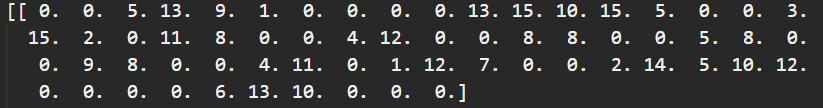 [[ 0. 0. 5. 13. 9. 1. 0. 0. 0. 0. 13. 15. 10. 15. 5. 0. 0. 3.
15. 2. 0. 11. 8. 0. 0. 4. 12. 0. 0. 8. 8. 0. 0. 5. 8. 0.
0. 9. 8. 0. 0. 4. 11. 0. 1. 12. 7. 0. 0. 2. 14. 5. 10. 12.
0. 0. 0. 0. 6. 13. 10. 0. 0. 0.]